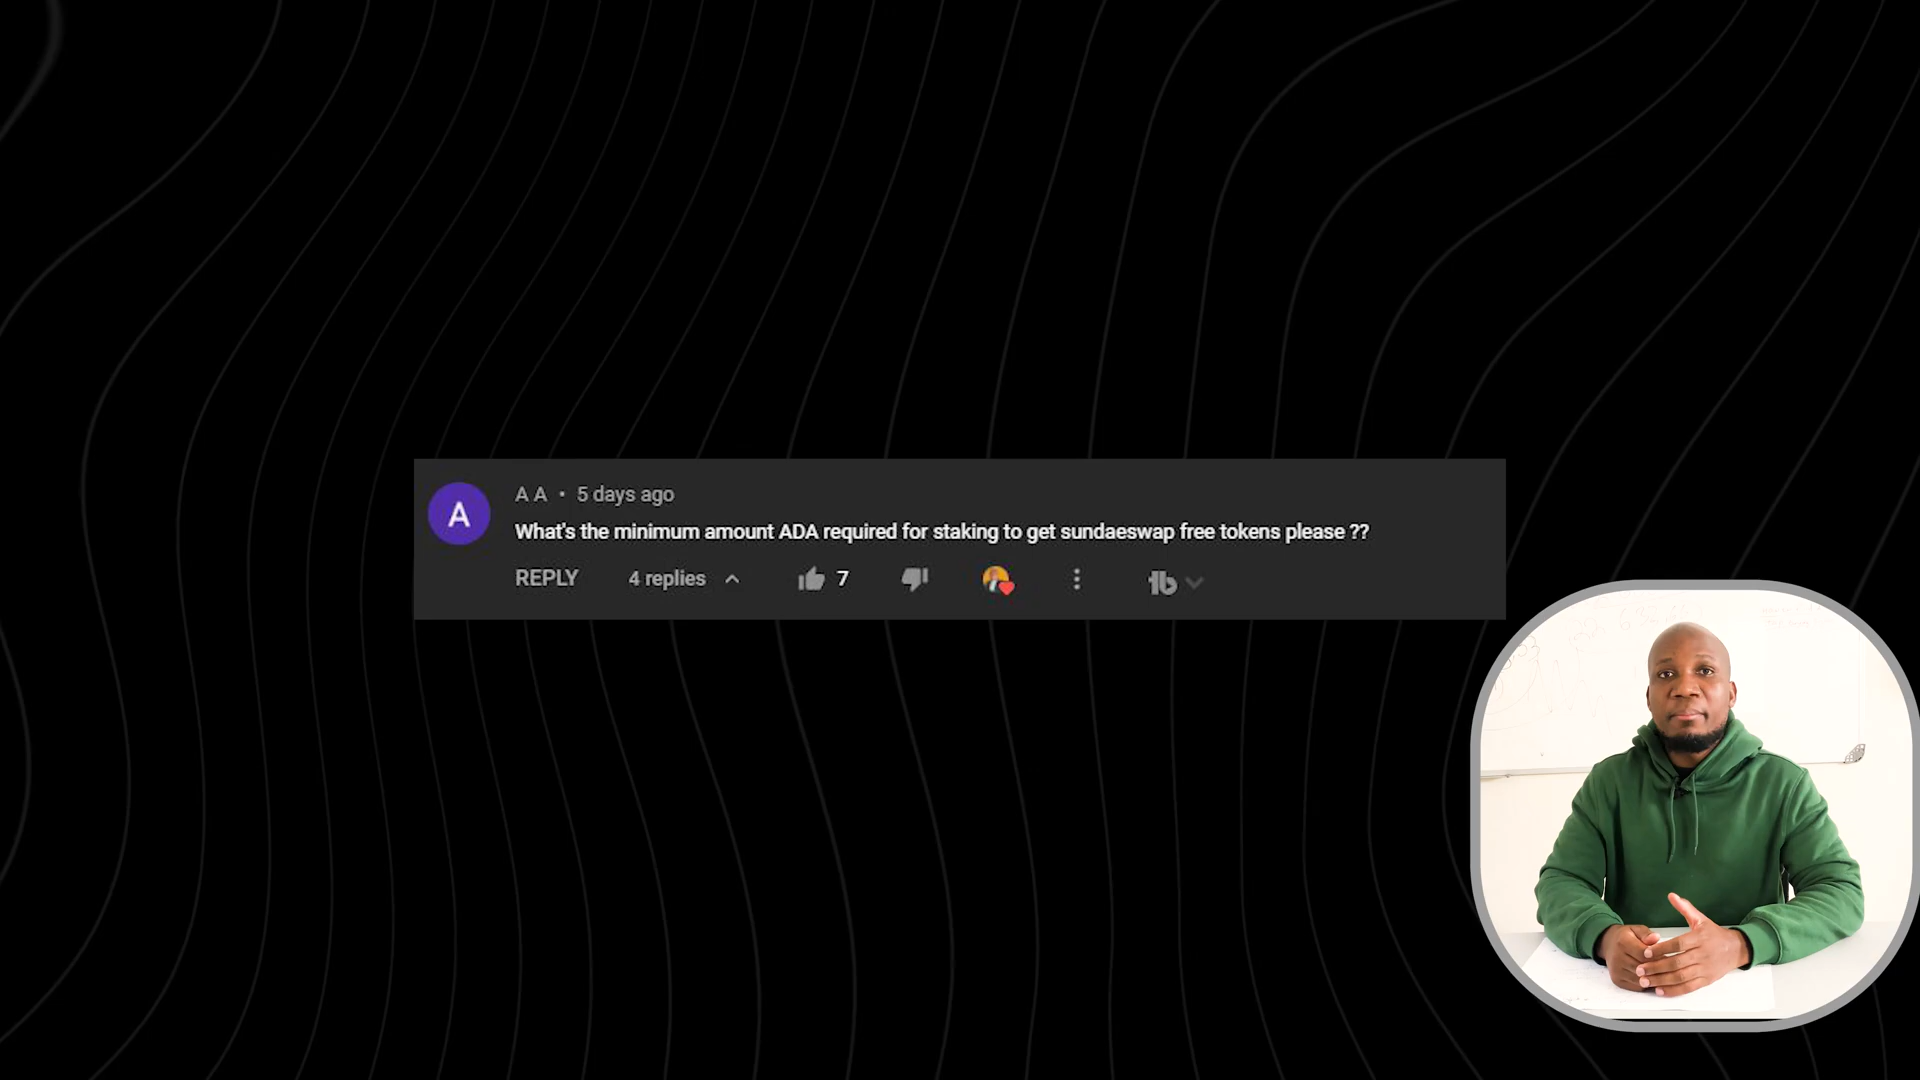 A
A A • 5 days ago
What's the minimum amount ADA required for staking to get sundaeswap free tokens please ??
REPLY 4 replies 7